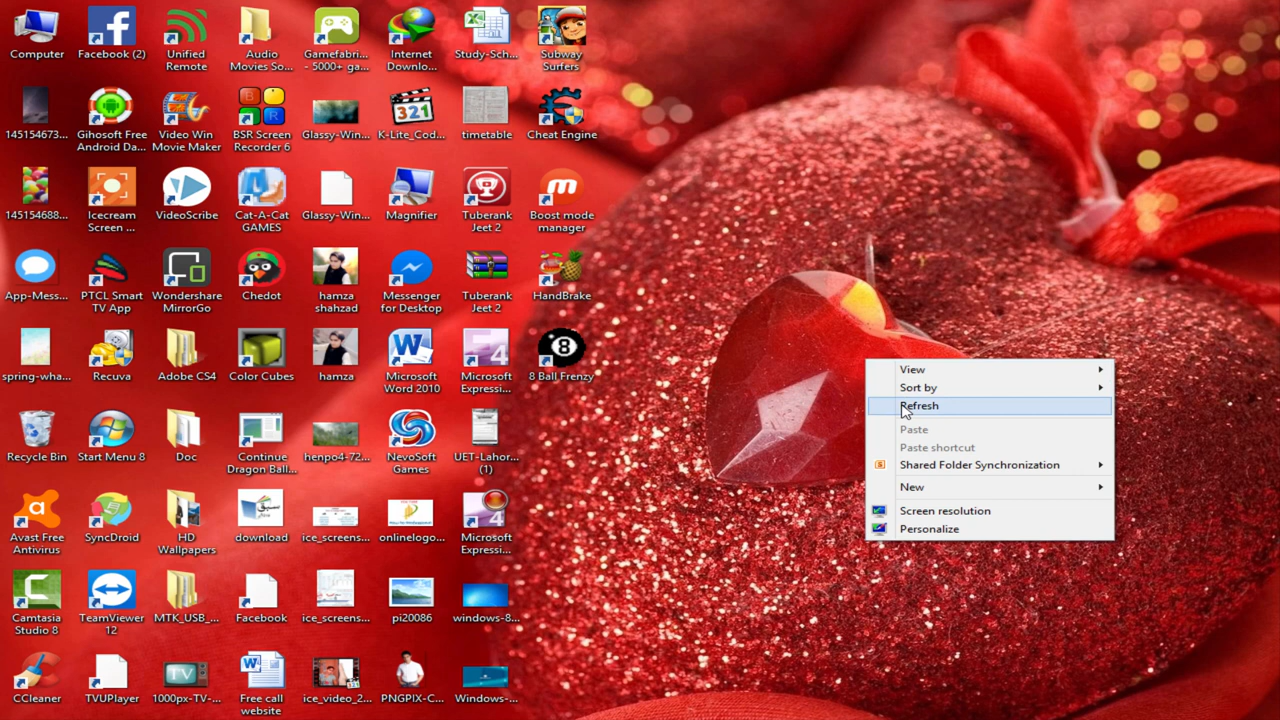 Computer
Facebook (2)
Unified
Remote
Audio
Movies So...
Gamefabri...
- 5000+ ga...
Internet
Downlo...
Study-Sch...
Subway
Surfers
145154673...
Gihosoft Free
Android Da...
Video Win
Movie Maker
BSR Screen
Recorder 6
Glassy-Win...
K-Lite_Cod...
timetable
Cheat Engine
145154688...
Icecream
Screen ...
VideoScribe
Cat-A-Cat
GAMES
Glassy-Win...
Magnifier
Tuberank
Jeet 2
Boost mode
manager
App-Mess...
PTCL Smart
TV App
Wondershare
MirrorGo
Chedot
hamza
shahzad
Messenger
for Desktop
Tuberank
Jeet 2
HandBrake
spring-wha...
Recuva
Adobe CS4
Color Cubes
hamza
Microsoft
Word 2010
Microsoft
Expressi...
8 Ball Frenzy
Recycle Bin
Start Menu 8
Doc
Continue
Dragon Ball...
henpo4-72...
NevoSoft
Games
UET-Lahor...
(1)
Avast Free
Antivirus
SyncDroid
HD
Wallpapers
download
ice_screens...
onlinelogo...
Microsoft
Expressi...
Camtasia
Studio 8
TeamViewer
12
MTK_USB_...
Facebook
ice_screens...
pi20086
windows-8...
CCleaner
TVUPlayer
1000px-TV-...
Free call
website
ice_video_2...
PNGPIX-C...
Windows-...
View
Sort by
Refresh
Paste
Paste shortcut
Shared Folder Synchronization
New
Screen resolution
Personalize